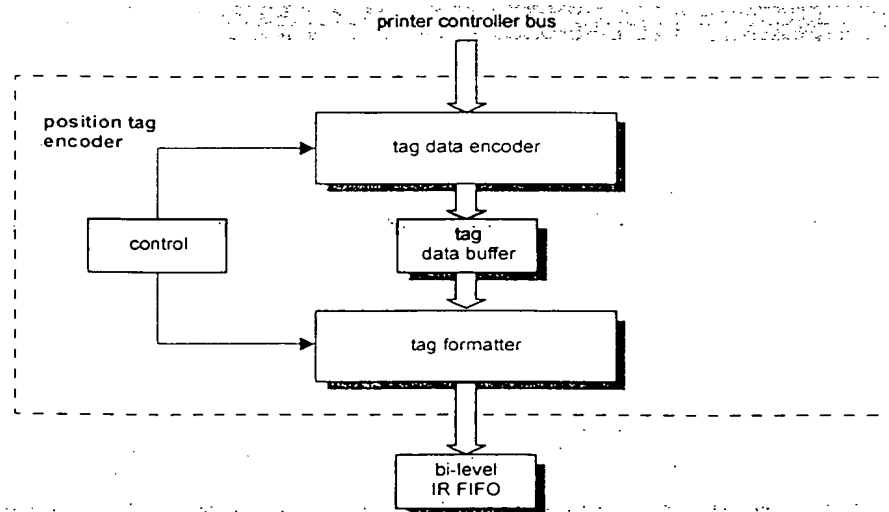 printer controller bus
position tag
encoder
tag data encoder
control
tag
data buffer
tag formatter
bi-level
IR FIFO